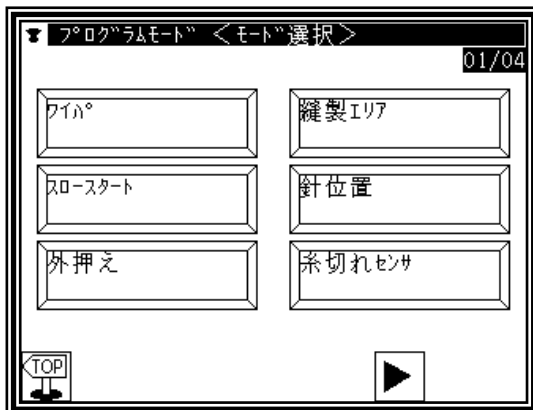 ﾌﾟﾛｸﾞﾗﾑﾓｰﾄﾞ ＜ﾓｰﾄﾞ選択＞
01/04
ﾜｲﾊﾟ
縫製ｴﾘｱ
ｽﾛｰｽﾀｰﾄ
針位置
外押え
糸切れｾﾝｻ
TOP